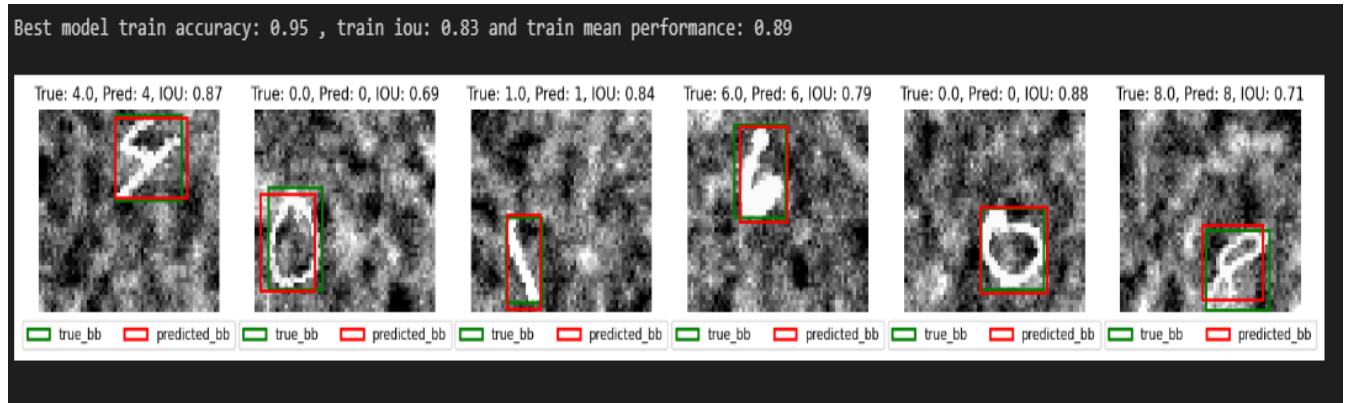 Best model train accuracy: 0.95 , train iou: 0.83 and train mean performance: 0.89
True: 4.0, Pred: 4, IOU: 0.87 True: 0.0, Pred: 0, IOU: 0.69 True: 1.0, Pred: 1, IOU: 0.84 True: 6.0, Pred: 6, IOU: 0.79 True: 0.0, Pred: 0, IOU: 0.88 True: 8.0, Pred: 8, IOU: 0.71
true_bb predicted_bb true_bb predicted_bb true_bb predicted_bb true_bb predicted_bb true_bb predicted_bb true_bb predicted_bb